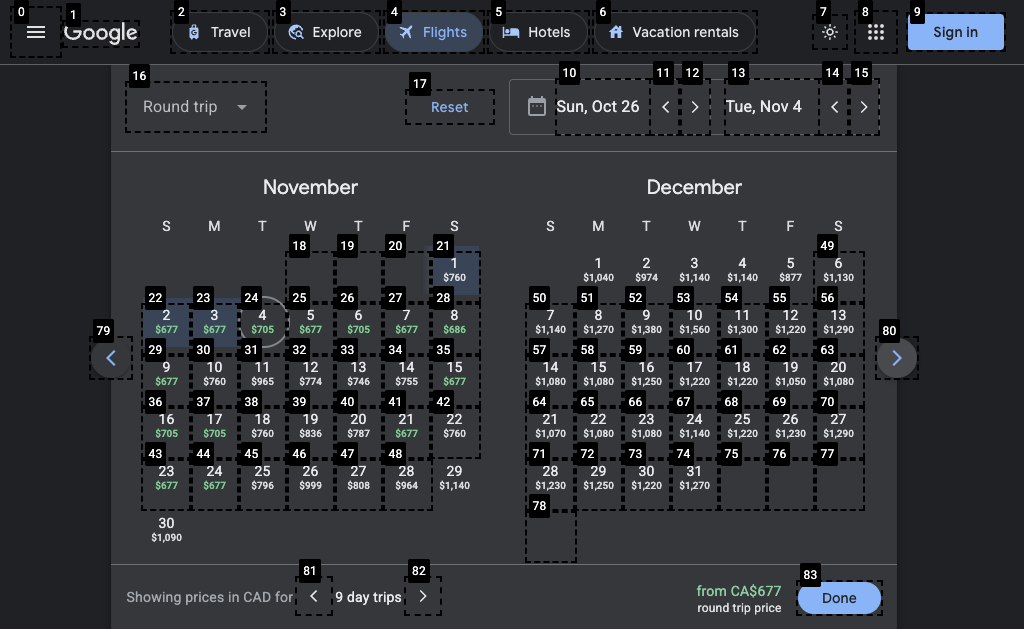 0 1 2 3 4 5 6 7 8 9
Google Travel Explore Flights Hotels Vacation rentals Sign in
16 17 10 11 12 13 14 15
Round trip Reset Sun, Oct 26 Tue, Nov 4
November
S M T W T F S
18 19 20 21
1
$760
22 23 24 25 26 27 28
2 3 4 5 6 7 8
$677 $677 $705 $677 $705 $677 $686
29 30 31 32 33 34 35
9 10 11 12 13 14 15
$677 $760 $965 $774 $746 $755 $677
36 37 38 39 40 41 42
16 17 18 19 20 21 22
$705 $705 $760 $836 $787 $677 $760
43 44 45 46 47 48
23 24 25 26 27 28 29
$677 $677 $796 $999 $808 $964 $1,140
30
$1,090
December
S M T W T F S
49
1 2 3 4 5 6
$1,040 $974 $1,140 $1,140 $877 $1,130
50 51 52 53 54 55 56
7 8 9 10 11 12 13
$1,140 $1,270 $1,380 $1,560 $1,300 $1,220 $1,290
57 58 59 60 61 62 63
14 15 16 17 18 19 20
$1,080 $1,080 $1,250 $1,220 $1,220 $1,050 $1,080
64 65 66 67 68 69 70
21 22 23 24 25 26 27
$1,070 $1,080 $1,080 $1,140 $1,220 $1,230 $1,290
71 72 73 74 75 76 77
28 29 30 31
$1,230 $1,250 $1,220 $1,270
78
79 80
81 82 83
Showing prices in CAD for 9 day trips
from CA$677
round trip price
Done